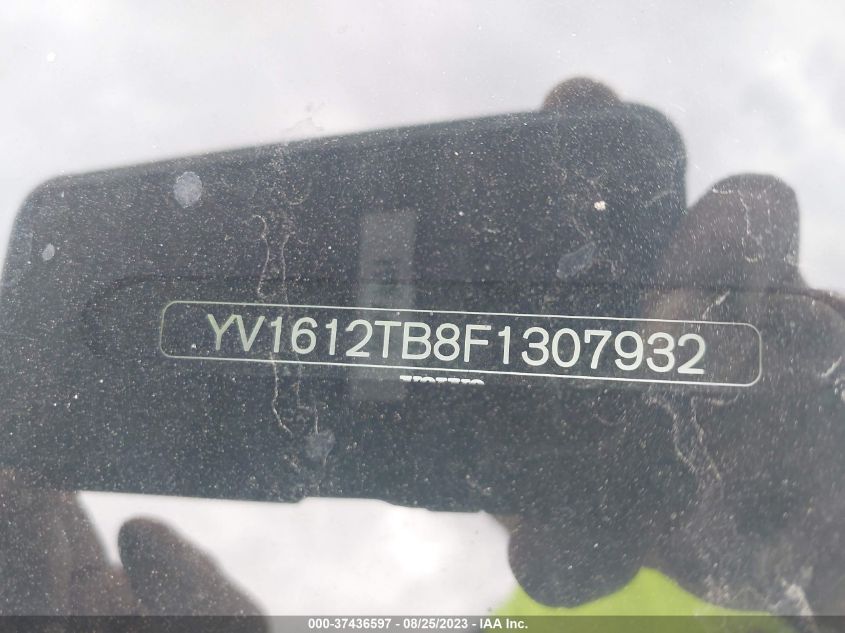 YV1612TB8F1307932
000-37436597 - 08/25/2023 - IAA Inc.